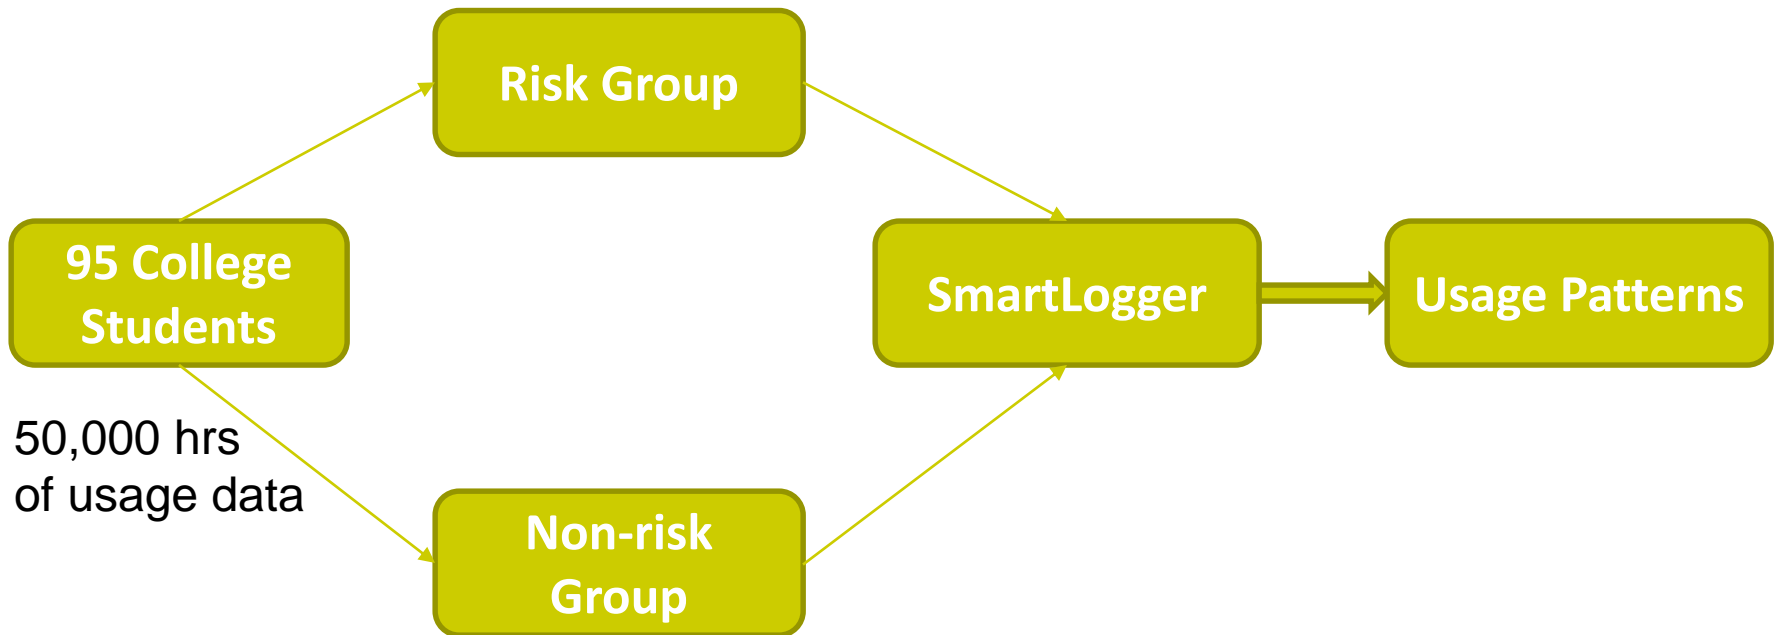 Risk Group
95 College
Students
SmartLogger
Usage Patterns
50,000 hrs
of usage data
Non-risk
Group